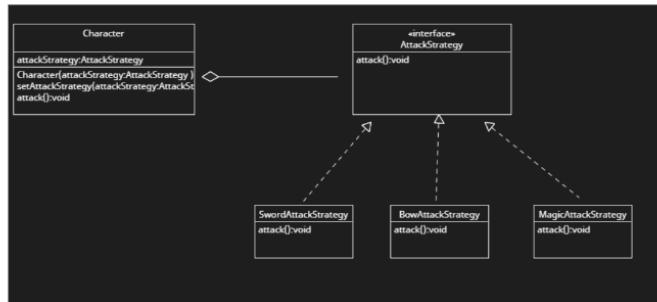 Character
attackStrategy:AttackStrategy
Character(attackStrategy:AttackStrategy )
setAttackStrategy(attackStrategy:AttackSt
attack():void
«interface»
AttackStrategy
attack():void
SwordAttackStrategy
attack():void
BowAttackStrategy
attack():void
MagicAttackStrategy
attack():void